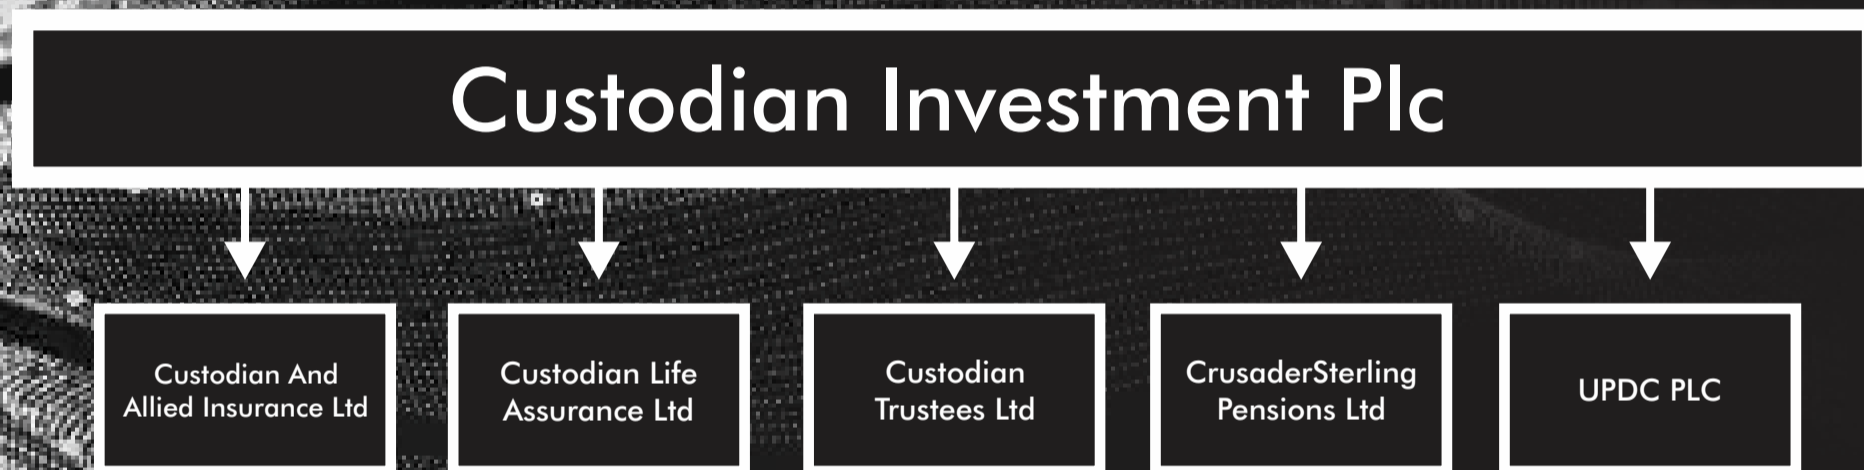 Custodian Investment Plc
Custodian And
Allied Insurance Ltd
Custodian Life
Assurance Ltd
Custodian
Trustees Ltd
CrusaderSterling
Pensions Ltd
UPDC PLC